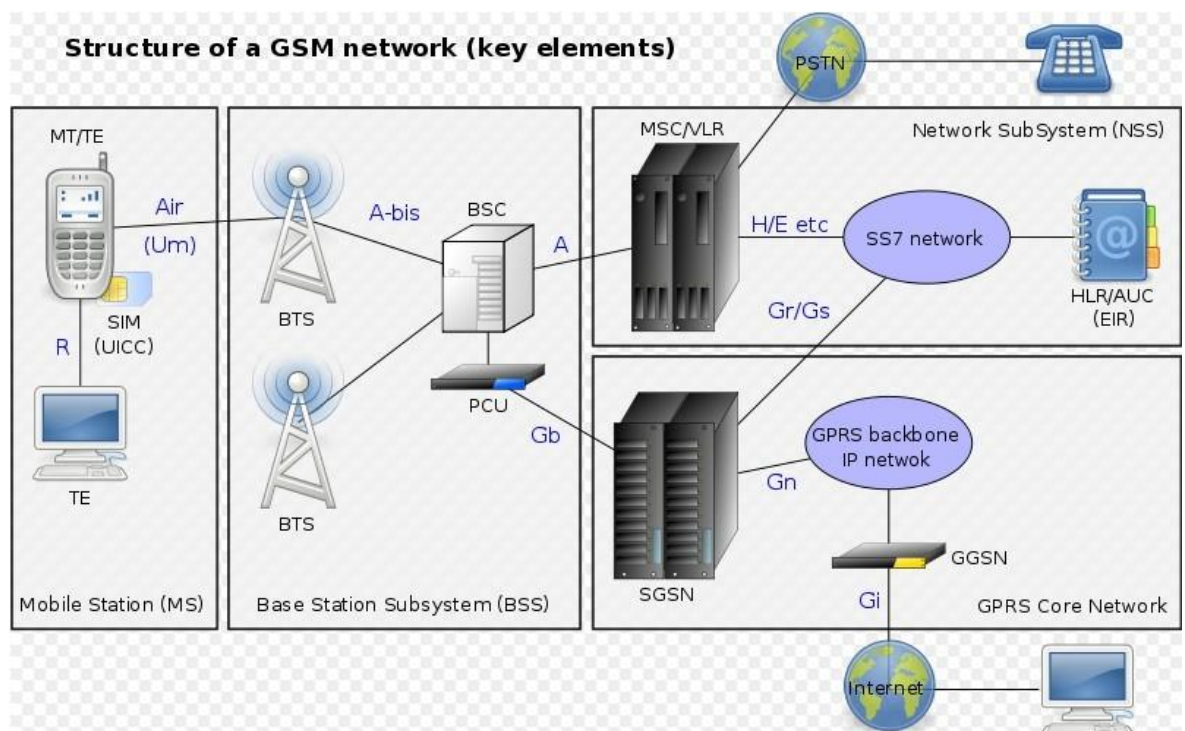 Structure of a GSM network (key elements)
PSTN
MT/TE
Air
(Um)
SIM
(UICC)
R
TE
Mobile Station (MS)
BTS
A-bis
BSC
BTS
PCU
Base Station Subsystem (BSS)
A
Gb
MSC/VLR
Network SubSystem (NSS)
H/E etc
SS7 network
HLR/AUC
(EIR)
Gr/Gs
SGSN
Gn
GPRS backbone
IP netwok
GGSN
Gi
GPRS Core Network
Internet
@